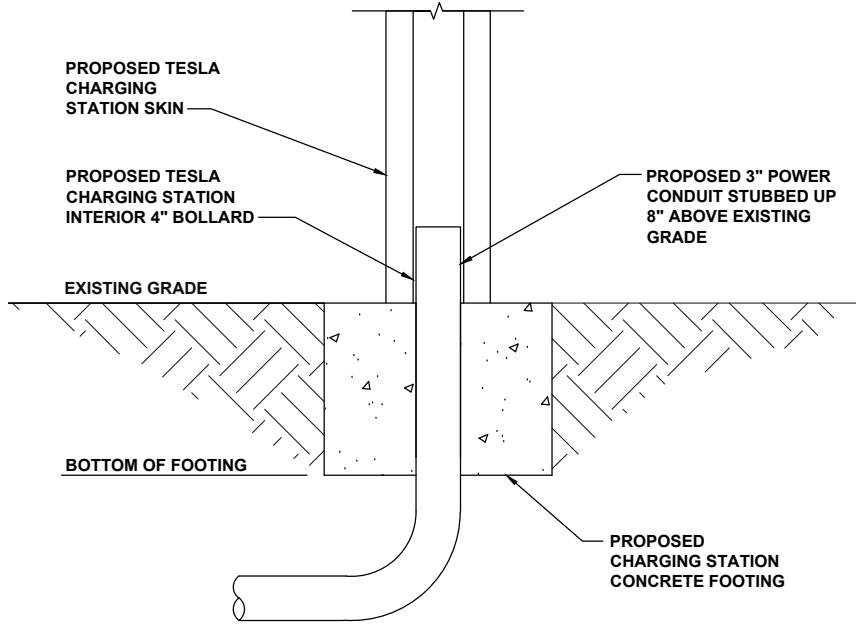 PROPOSED TESLA
CHARGING
STATION SKIN
PROPOSED TESLA
CHARGING STATION
INTERIOR 4" BOLLARD
PROPOSED 3" POWER
CONDUIT STUBBED UP
8" ABOVE EXISTING
GRADE
EXISTING GRADE
BOTTOM OF FOOTING
PROPOSED
CHARGING STATION
CONCRETE FOOTING